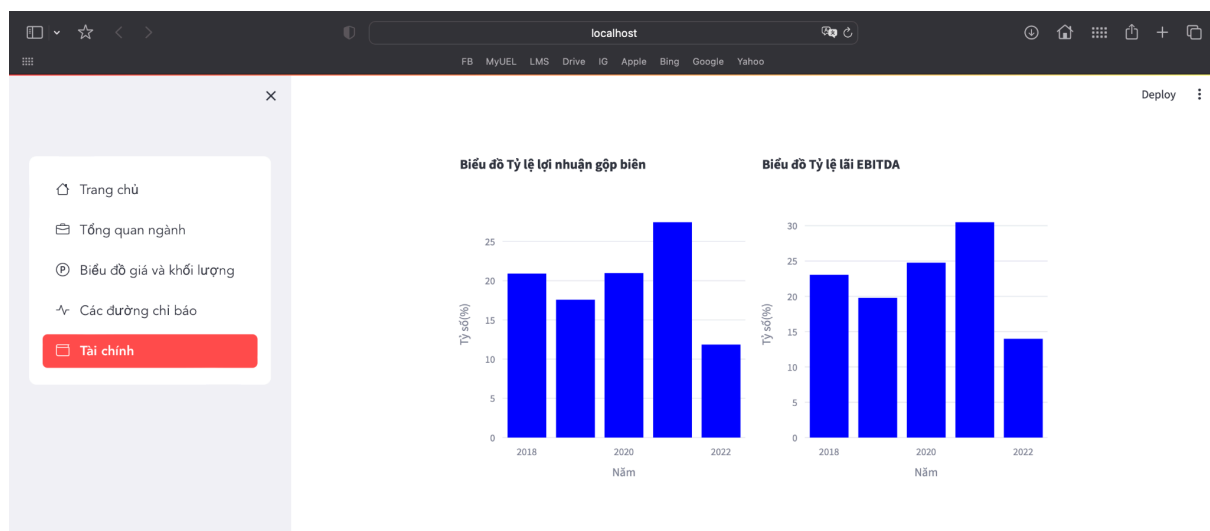 localhost
FB MyUEL LMS Drive IG Apple Bing Google Yahoo
Deploy
Trang chủ
Tổng quan ngành
Biểu đồ giá và khối lượng
Các đường chỉ báo
Tài chính
Biểu đồ Tỷ lệ lợi nhuận gộp biên
25
20
15
10
5
0
Tỷ số(%)
2018 2020 2022
Năm
Biểu đồ Tỷ lệ lãi EBITDA
30
25
20
15
10
5
0
Tỷ số(%)
2018 2020 2022
Năm